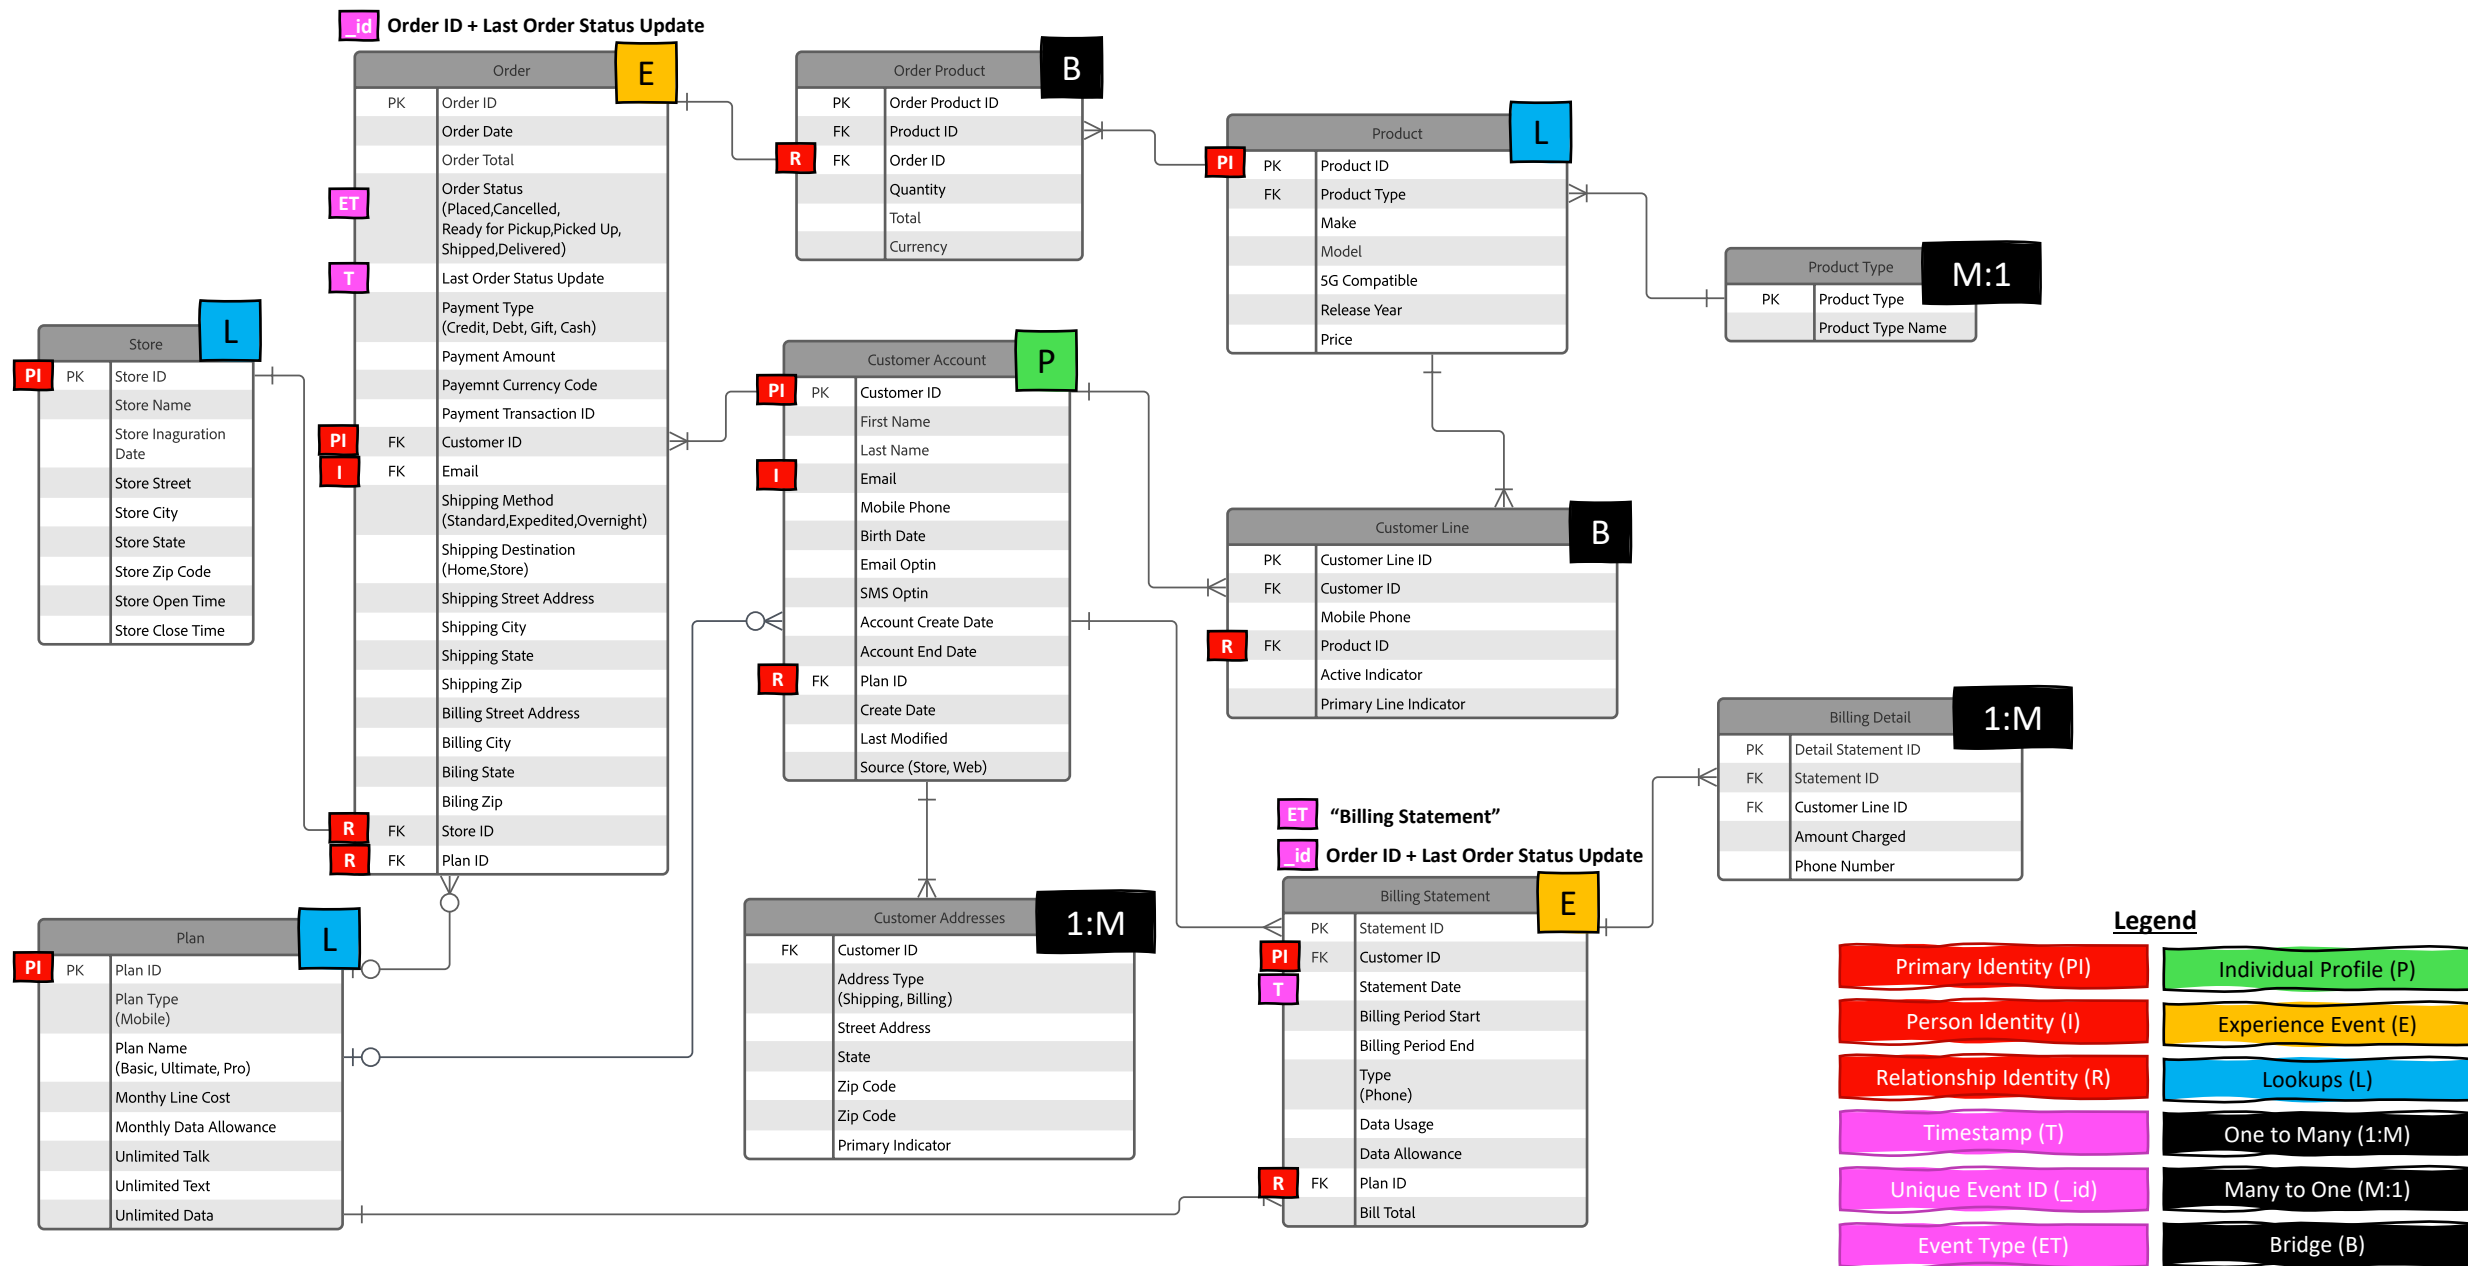 _id Order ID + Last Order Status Update
Order E
PK Order ID
Order Date
Order Total
ET Order Status
(Placed,Cancelled,
Ready for Pickup,Picked Up,
Shipped,Delivered)
T Last Order Status Update
Payment Type
(Credit, Debt, Gift, Cash)
Payment Amount
Payemnt Currency Code
Payment Transaction ID
PI FK Customer ID
I FK Email
Shipping Method
(Standard,Expedited,Overnight)
Shipping Destination
(Home,Store)
Shipping Street Address
Shipping City
Shipping State
Shipping Zip
Billing Street Address
Billing City
Biling State
Biling Zip
R FK Store ID
R FK Plan ID
Order Product B
PK Order Product ID
FK Product ID
R FK Order ID
Quantity
Total
Currency
Product L
PI PK Product ID
FK Product Type
Make
Model
5G Compatible
Release Year
Price
Product Type M:1
PK Product Type
Product Type Name
Store L
PI PK Store ID
Store Name
Store Inaguration
Date
Store Street
Store City
Store State
Store Zip Code
Store Open Time
Store Close Time
Customer Account P
PI PK Customer ID
First Name
Last Name
I Email
Mobile Phone
Birth Date
Email Optin
SMS Optin
Account Create Date
Account End Date
R FK Plan ID
Create Date
Last Modified
Source (Store, Web)
Customer Line B
PK Customer Line ID
FK Customer ID
Mobile Phone
R FK Product ID
Active Indicator
Primary Line Indicator
Billing Detail 1:M
PK Detail Statement ID
FK Statement ID
FK Customer Line ID
Amount Charged
Phone Number
Plan L
PI PK Plan ID
Plan Type
(Mobile)
Plan Name
(Basic, Ultimate, Pro)
Monthy Line Cost
Monthly Data Allowance
Unlimited Talk
Unlimited Text
Unlimited Data
Customer Addresses 1:M
FK Customer ID
Address Type
(Shipping, Billing)
Street Address
State
Zip Code
Zip Code
Primary Indicator
ET “Billing Statement”
_id Order ID + Last Order Status Update
Billing Statement E
PK Statement ID
PI FK Customer ID
T Statement Date
Billing Period Start
Billing Period End
Type
(Phone)
Data Usage
Data Allowance
R FK Plan ID
Bill Total
Legend
Primary Identity (PI) Individual Profile (P)
Person Identity (I) Experience Event (E)
Relationship Identity (R) Lookups (L)
Timestamp (T) One to Many (1:M)
Unique Event ID (_id) Many to One (M:1)
Event Type (ET) Bridge (B)